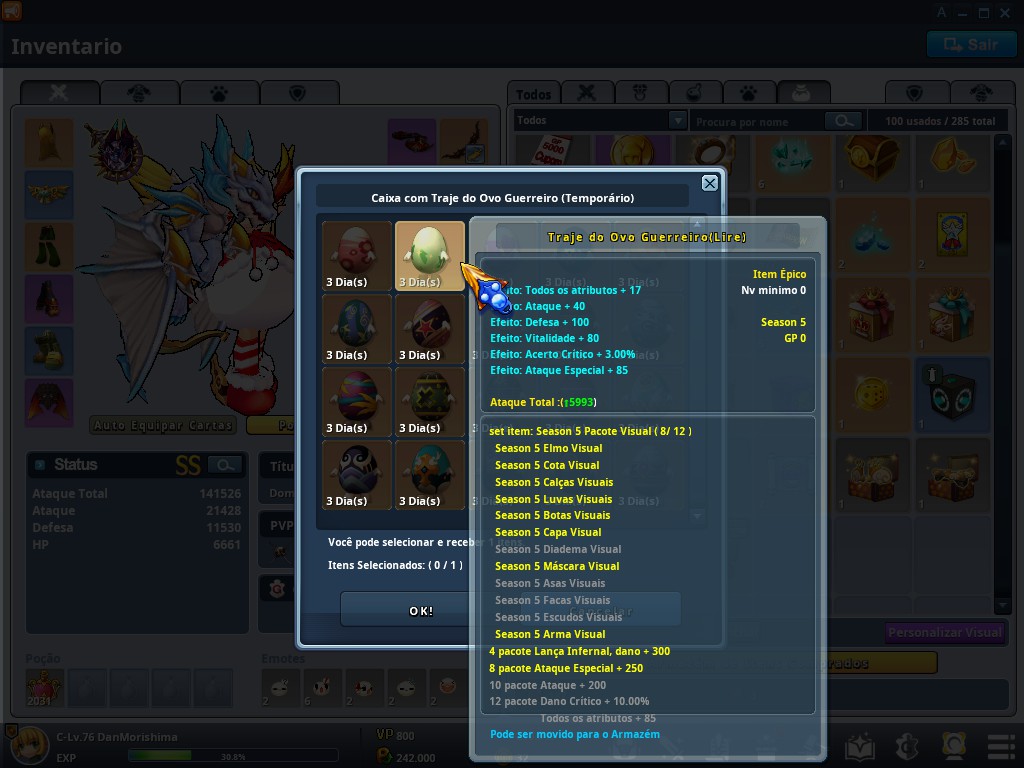 Inventario
Sair
Todos
Todos
Procura por nome
100 usados / 285 total
Caixa com Traje do Ovo Guerreiro (Temporário)
3 Dia(s)
3 Dia(s)
3 Dia(s)
3 Dia(s)
3 Dia(s)
3 Dia(s)
3 Dia(s)
3 Dia(s)
Traje do Ovo Guerreiro(Lire)
Item Épico
Nv minimo 0
Season 5
GP 0
Efeito: Todos os atributos + 17
Efeito: Ataque + 40
Efeito: Defesa + 100
Efeito: Vitalidade + 80
Efeito: Acerto Crítico + 3.00%
Efeito: Ataque Especial + 85
Ataque Total :(↑5993)
set item: Season 5 Pacote Visual ( 8/ 12 )
Season 5 Elmo Visual
Season 5 Cota Visual
Season 5 Calças Visuais
Season 5 Luvas Visuais
Season 5 Botas Visuais
Season 5 Capa Visual
Season 5 Diadema Visual
Season 5 Máscara Visual
Season 5 Asas Visuais
Season 5 Facas Visuais
Season 5 Escudos Visuais
Season 5 Arma Visual
4 pacote Lança Infernal, dano + 300
8 pacote Ataque Especial + 250
10 pacote Ataque + 200
12 pacote Dano Crítico + 10.00%
Todos os atributos + 85
Pode ser movido para o Armazém
Você pode selecionar e receber 1 itens.
Itens Selecionados: ( 0 / 1 )
OK!
Cancelar
Auto Equipar Cartas
Status
SS
Ataque Total 141526
Ataque 21428
Defesa 11530
HP 6661
PVP
Personalizar Visual
Poção
2031
Emotes
2 6 2 2 2
C-Lv.76 DanMorishima
EXP 30.8%
VP 800
242.000